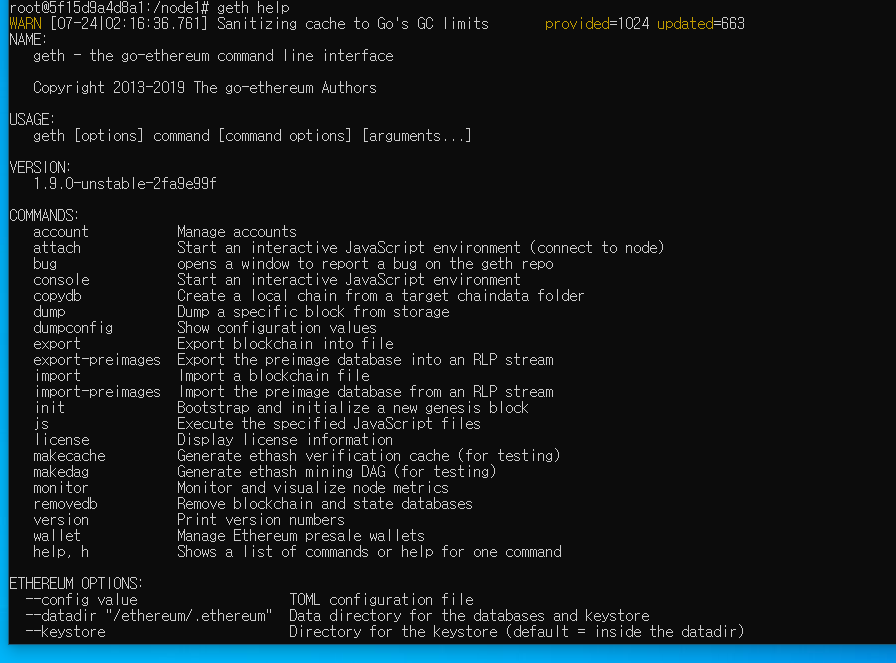 root@5f15d9a4d8a1:/node1# geth help
WARN [07-24|02:16:36.761] Sanitizing cache to Go's GC limits       provided=1024 updated=663
NAME:
   geth - the go-ethereum command line interface

   Copyright 2013-2019 The go-ethereum Authors

USAGE:
   geth [options] command [command options] [arguments...]

VERSION:
   1.9.0-unstable-2fa9e99f

COMMANDS:
   account           Manage accounts
   attach            Start an interactive JavaScript environment (connect to node)
   bug               opens a window to report a bug on the geth repo
   console           Start an interactive JavaScript environment
   copydb            Create a local chain from a target chaindata folder
   dump              Dump a specific block from storage
   dumpconfig        Show configuration values
   export            Export blockchain into file
   export-preimages  Export the preimage database into an RLP stream
   import            Import a blockchain file
   import-preimages  Import the preimage database from an RLP stream
   init              Bootstrap and initialize a new genesis block
   js                Execute the specified JavaScript files
   license           Display license information
   makecache         Generate ethash verification cache (for testing)
   makedag           Generate ethash mining DAG (for testing)
   monitor           Monitor and visualize node metrics
   removedb          Remove blockchain and state databases
   version           Print version numbers
   wallet            Manage Ethereum presale wallets
   help, h           Shows a list of commands or help for one command

ETHEREUM OPTIONS:
  --config value                   TOML configuration file
  --datadir "/ethereum/.ethereum"  Data directory for the databases and keystore
  --keystore                       Directory for the keystore (default = inside the datadir)